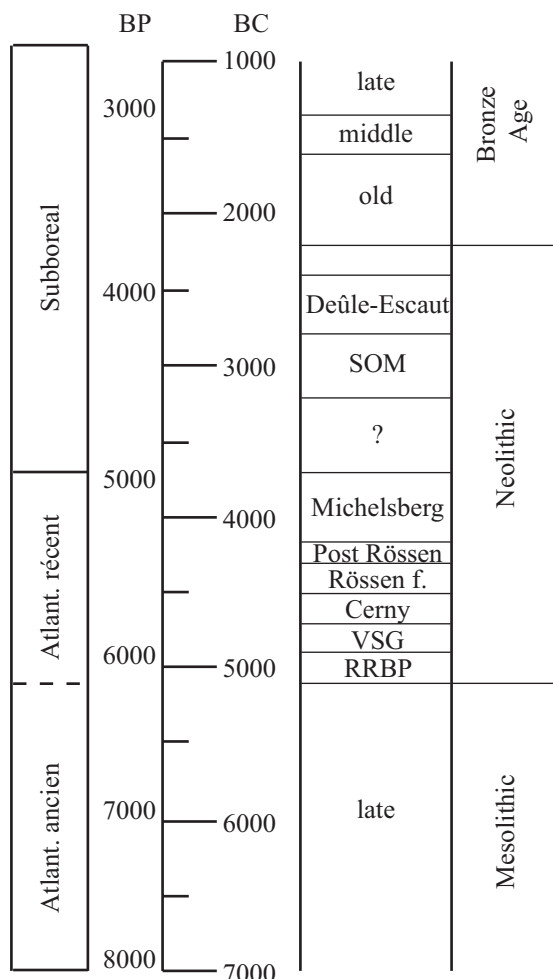 BP
BC
Subboreal
Atlant. récent
Atlant. ancien
3000
4000
5000
6000
7000
8000
1000
2000
3000
4000
5000
6000
7000
late
middle
old
Deûle-Escaut
SOM
?
Michelsberg
Post Rössen
Rössen f.
Cerny
VSG
RRBP
late
Bronze
Age
Neolithic
Mesolithic